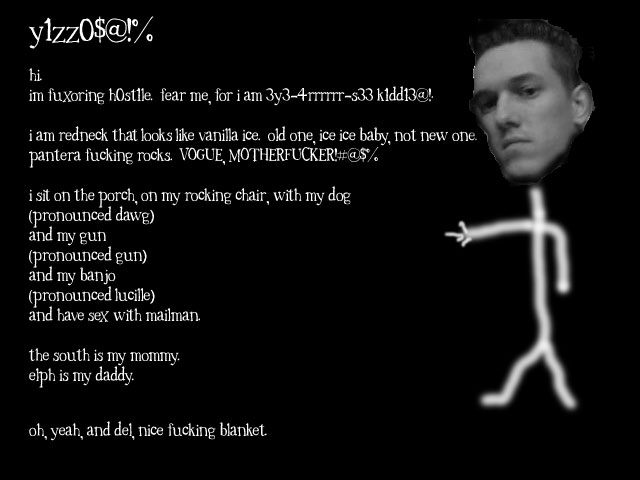 y1zz0$@!%
hi.
im fuxoring h0st1le. fear me, for i am 3y3-4rrrrrr-s33 k1dd13@!.
i am redneck that looks like vanilla ice. old one, ice ice baby, not new one.
pantera fucking rocks. VOGUE, MOTHERFUCKER!#@$%
i sit on the porch, on my rocking chair, with my dog
(pronounced dawg)
and my gun
(pronounced gun)
and my banjo
(pronounced lucille)
and have sex with mailman.
the south is my mommy.
elph is my daddy.
oh, yeah, and del, nice fucking blanket.